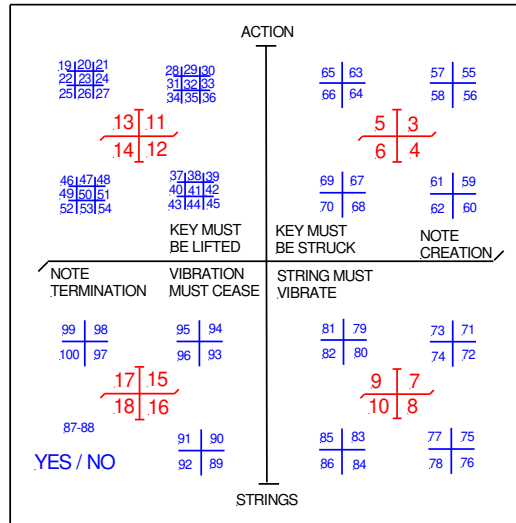 ACTION
19 20 21
22 23 24
25 26 27
28 29 30
31 32 33
34 35 36
65 63
66 64
57 55
58 56
13 11
14 12
5 3
6 4
46 47 48
49 50 51
52 53 54
37 38 39
40 41 42
43 44 45
69 67
70 68
61 59
62 60
KEY MUST
BE LIFTED
KEY MUST
BE STRUCK
NOTE
CREATION
NOTE
TERMINATION
VIBRATION
MUST CEASE
STRING MUST
VIBRATE
99 98
100 97
95 94
96 93
81 79
82 80
73 71
74 72
17 15
18 16
9 7
10 8
87-88
YES / NO
91 90
92 89
85 83
86 84
77 75
78 76
STRINGS